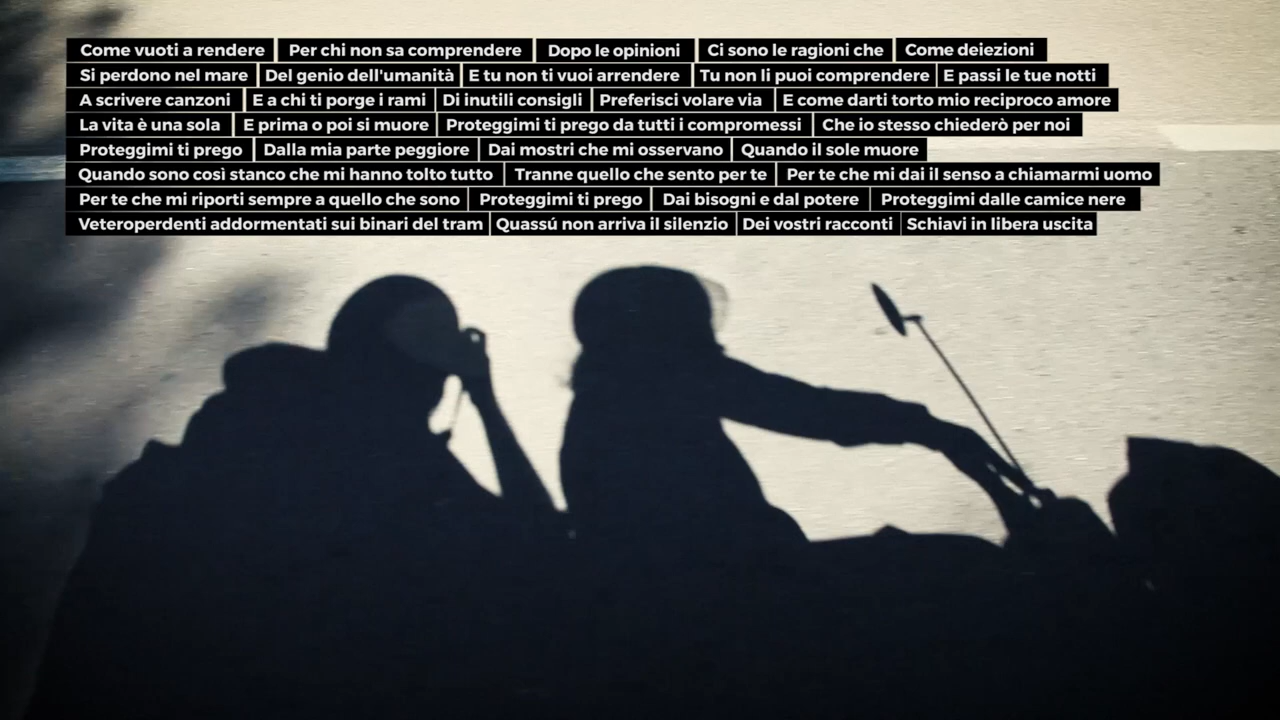 Come vuoti a rendere Per chi non sa comprendere Dopo le opinioni Ci sono le ragioni che Come deiezioni
Si perdono nel mare Del genio dell'umanità E tu non ti vuoi arrendere Tu non li puoi comprendere E passi le tue notti
A scrivere canzoni E a chi ti porge i rami Di inutili consigli Preferisci volare via E come darti torto mio reciproco amore
La vita è una sola E prima o poi si muore Proteggimi ti prego da tutti i compromessi Che io stesso chiederò per noi
Proteggimi ti prego Dalla mia parte peggiore Dai mostri che mi osservano Quando il sole muore
Quando sono così stanco che mi hanno tolto tutto Tranne quello che sento per te Per te che mi dai il senso a chiamarmi uomo
Per te che mi riporti sempre a quello che sono Proteggimi ti prego Dai bisogni e dal potere Proteggimi dalle camice nere
Veteroperdenti addormentati sui binari del tram Quassú non arriva il silenzio Dei vostri racconti Schiavi in libera uscita